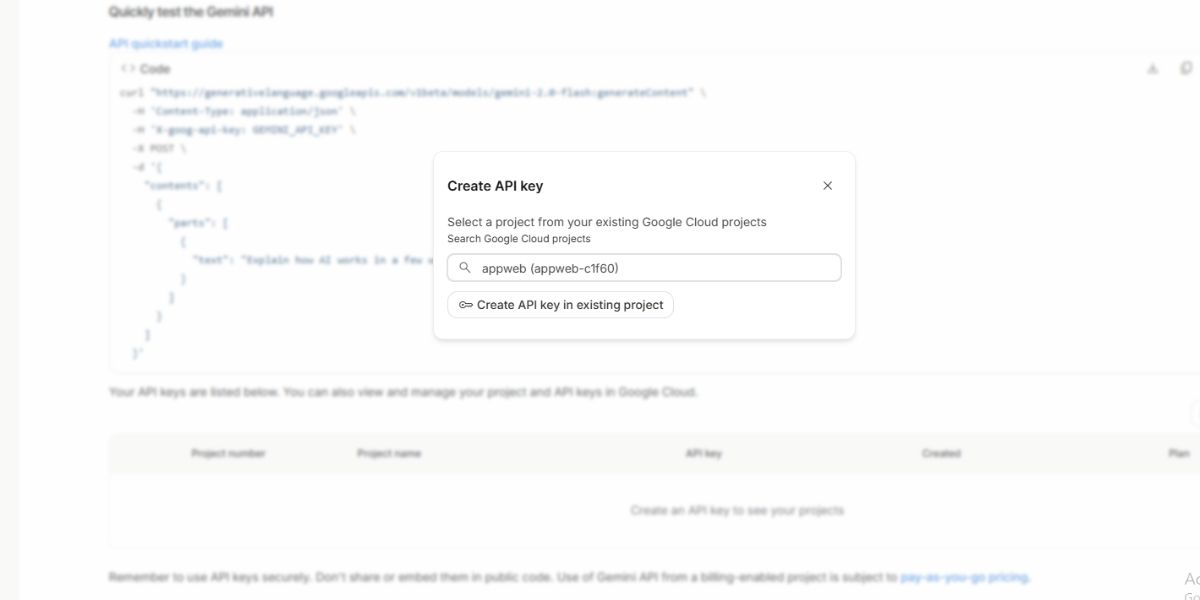 Quickly test the Gemini API
API quickstart guide
<> Code
curl "https://generativelanguage.googleapis.com/v1beta/models/gemini-2.0-flash:generateContent" \
-H 'Content-Type: application/json' \
-H 'X-goog-api-key: GEMINI_API_KEY' \
-X POST \
-d '{
"contents": [
{
"parts": [
{
"text": "Explain how AI works in a few
}
]
}
]
}'
Create API key
Select a project from your existing Google Cloud projects
Search Google Cloud projects
appweb (appweb-c1f60)
Create API key in existing project
Your API keys are listed below. You can also view and manage your project and API keys in Google Cloud.
Project number Project name API key Created Plan
Create an API key to see your projects
Remember to use API keys securely. Don't share or embed them in public code. Use of Gemini API from a billing-enabled project is subject to pay-as-you-go pricing.